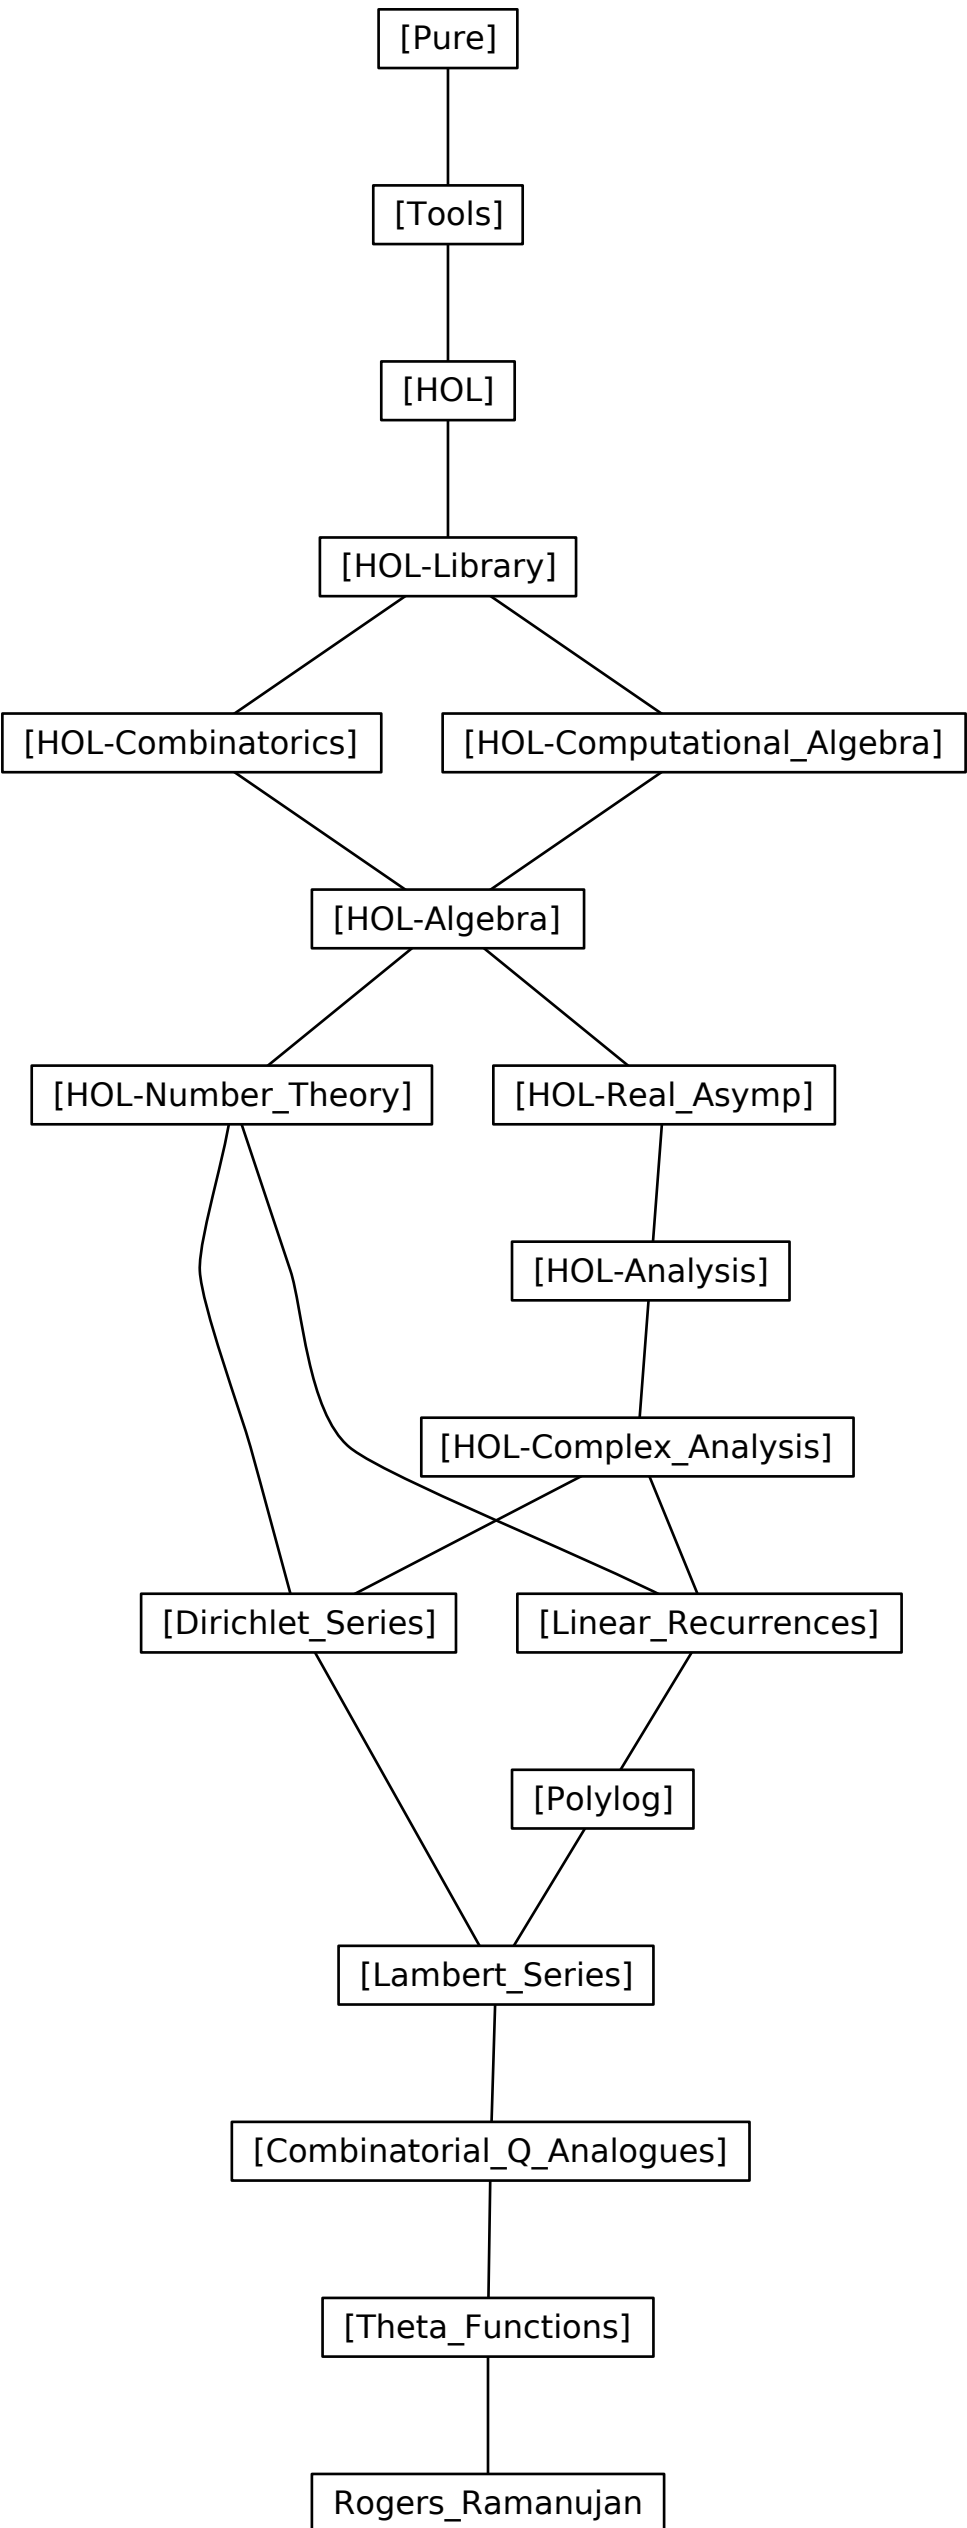 [Pure]
[Tools]
[HOL]
[HOL-Library]
[HOL-Combinatorics]
[HOL-Computational_Algebra]
[HOL-Algebra]
[HOL-Number_Theory]
[HOL-Real_Asymp]
[HOL-Analysis]
[HOL-Complex_Analysis]
[Dirichlet_Series]
[Linear_Recurrences]
[Polylog]
[Lambert_Series]
[Combinatorial_Q_Analogues]
[Theta_Functions]
Rogers_Ramanujan